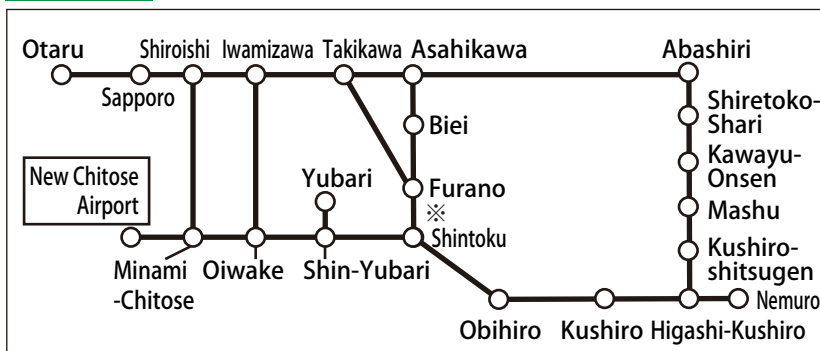 Otaru
Shiroishi
Iwamizawa
Takikawa
Asahikawa
Abashiri
Sapporo
Biei
Shiretoko-
Shari
Kawayu-
Onsen
New Chitose
Airport
Yubari
Furano
※
Mashu
Shintoku
Kushiro-
shitsugen
Minami
-Chitose
Oiwake
Shin-Yubari
Nemuro
Obihiro
Kushiro
Higashi-Kushiro